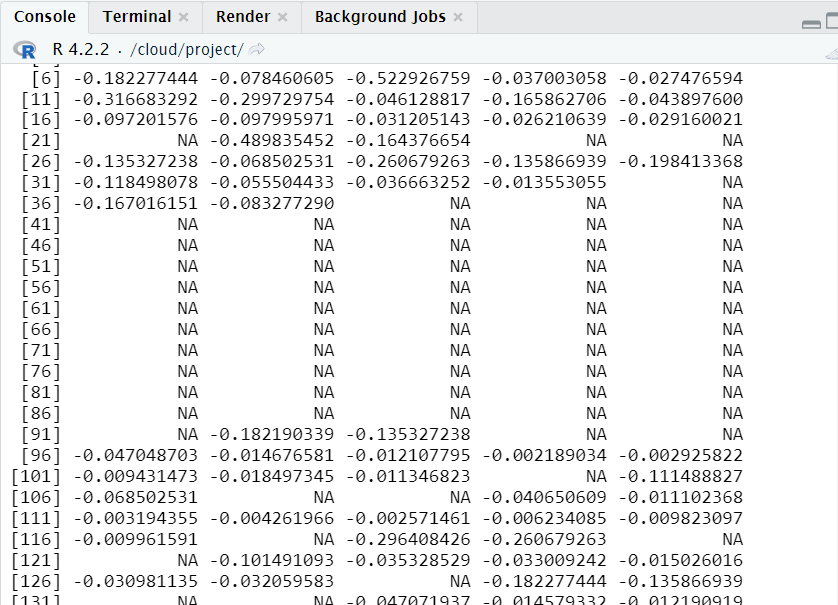 Console Terminal Render Background Jobs
R R 4.2.2 · /cloud/project/
[6] -0.182277444 -0.078460605 -0.522926759 -0.037003058 -0.027476594
[11] -0.316683292 -0.299729754 -0.046128817 -0.165862706 -0.043897600
[16] -0.097201576 -0.097995971 -0.031205143 -0.026210639 -0.029160021
[21] NA -0.489835452 -0.164376654 NA NA
[26] -0.135327238 -0.068502531 -0.260679263 -0.135866939 -0.198413368
[31] -0.118498078 -0.055504433 -0.036663252 -0.013553055 NA
[36] -0.167016151 -0.083277290 NA NA NA
[41] NA NA NA NA NA
[46] NA NA NA NA NA
[51] NA NA NA NA NA
[56] NA NA NA NA NA
[61] NA NA NA NA NA
[66] NA NA NA NA NA
[71] NA NA NA NA NA
[76] NA NA NA NA NA
[81] NA NA NA NA NA
[86] NA NA NA NA NA
[91] NA -0.182190339 -0.135327238 NA NA
[96] -0.047048703 -0.014676581 -0.012107795 -0.002189034 -0.002925822
[101] -0.009431473 -0.018497345 -0.011346823 NA -0.111488827
[106] -0.068502531 NA NA -0.040650609 -0.011102368
[111] -0.003194355 -0.004261966 -0.002571461 -0.006234085 -0.009823097
[116] -0.009961591 NA -0.296408426 -0.260679263 NA
[121] NA -0.101491093 -0.035328529 -0.033009242 -0.015026016
[126] -0.030981135 -0.032059583 NA -0.182277444 -0.135866939
[131] NA NA -0.047071937 -0.014579332 -0.012190919